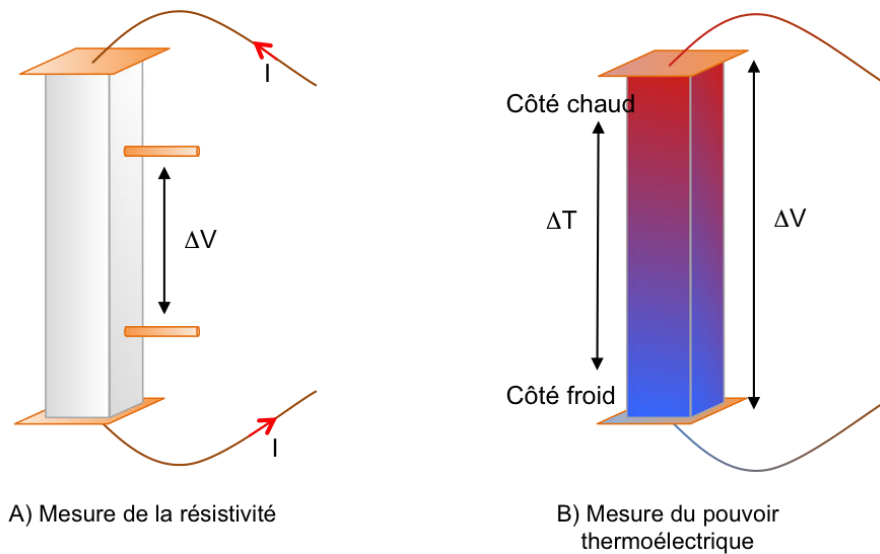 I
ΔV
I
A) Mesure de la résistivité
Côté chaud
ΔT
ΔV
Côté froid
B) Mesure du pouvoir
thermoélectrique